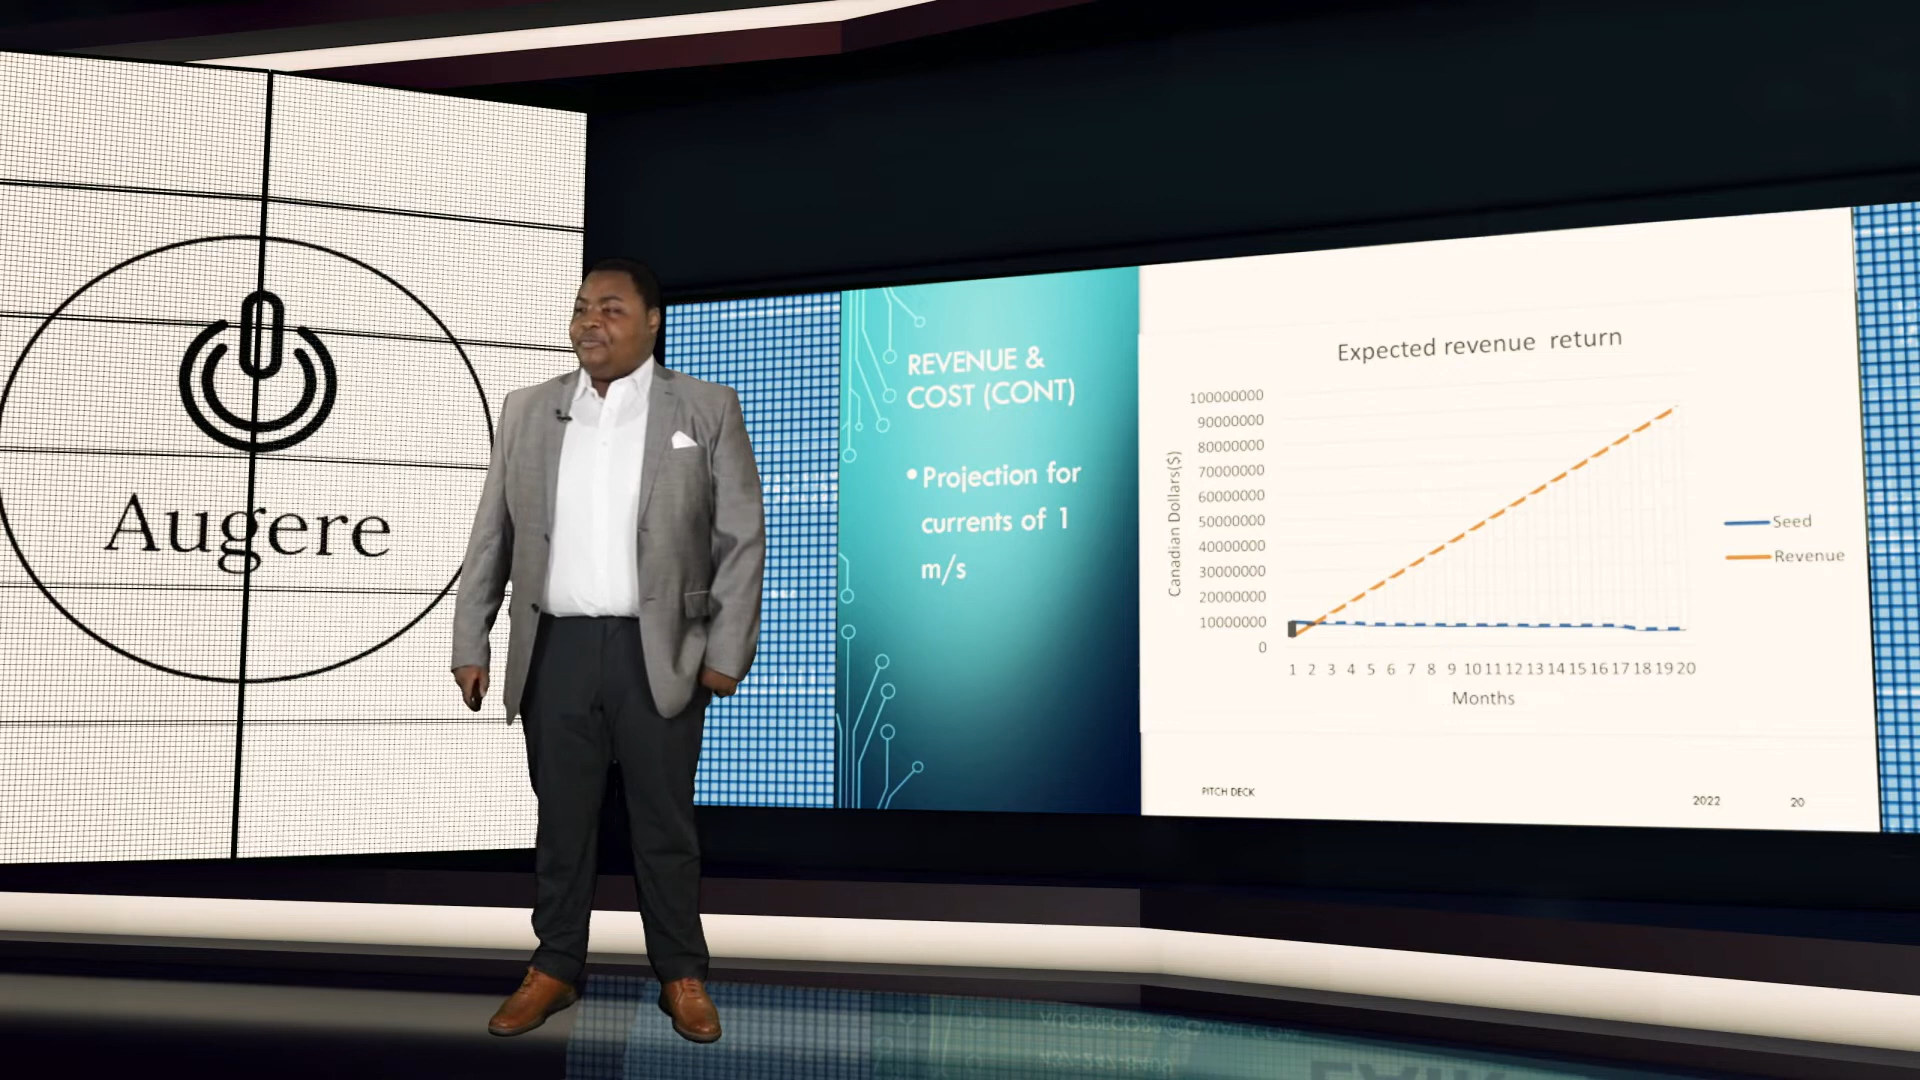 Augere
REVENUE &
COST (CONT)
• Projection for
currents of 1
m/s
Expected revenue return
Canadian Dollars($)
100000000
90000000
80000000
70000000
60000000
50000000
40000000
30000000
20000000
10000000
0
1 2 3 4 5 6 7 8 9 10 11 12 13 14 15 16 17 18 19 20
Months
Seed
Revenue
PITCH DECK
2022
20